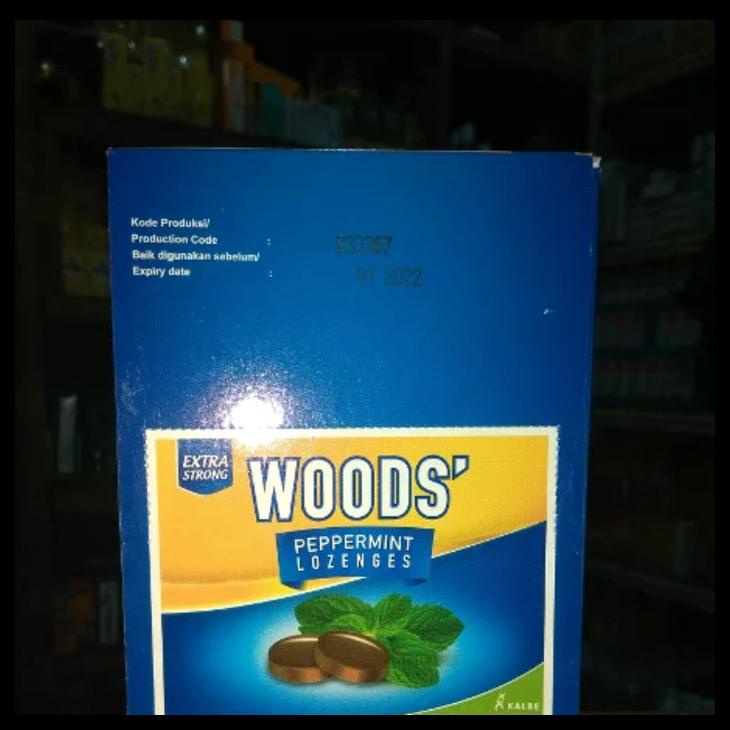 Kode Produksi/
Production Code :
Baik digunakan sebelum/
Expiry date :
01 2022
EXTRA
STRONG
WOODS'
PEPPERMINT
LOZENGES
KALBE